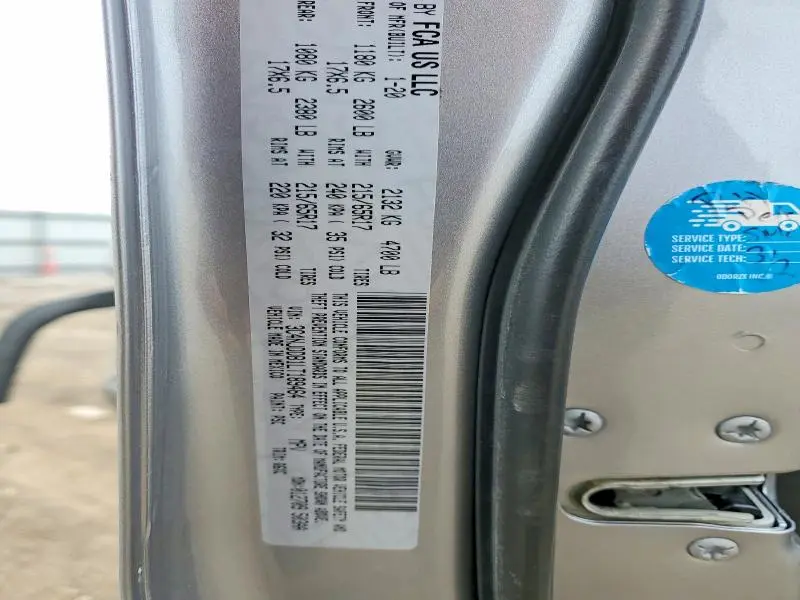 BY FCA US LLC
OF MFR(BUILT): 1-20 GVWR: 2132 KG 4700 LB
FRONT: 1180 KG 2600 LB WITH 215/65R17 TIRES
17X6.5 RIMS AT 240 KPA ( 35 PSI) COLD
REAR: 1080 KG 2380 LB WITH 215/65R17 TIRES
17X6.5 RIMS AT 220 KPA ( 32 PSI) COLD
THIS VEHICLE CONFORMS TO ALL APPLICABLE U.S.A. FEDERAL MOTOR VEHICLE SAFETY AND
THEFT PREVENTION STANDARDS IN EFFECT ON THE DATE OF MANUFACTURE SHOWN ABOVE.
VIN: TYPE: MPV
VEHICLE MADE IN MEXICO PAINT: PSC
SERVICE TYPE:
SERVICE DATE:
SERVICE TECH:
ODORZX INC.®